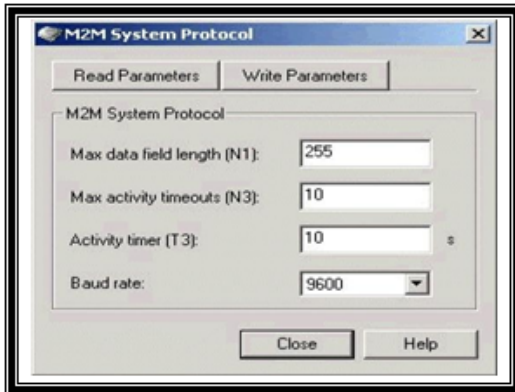 M2M System Protocol
Read Parameters Write Parameters
M2M System Protocol
Max data field length (N1): 255
Max activity timeouts (N3): 10
Activity timer (T3): 10 s
Baud rate: 9600
Close Help